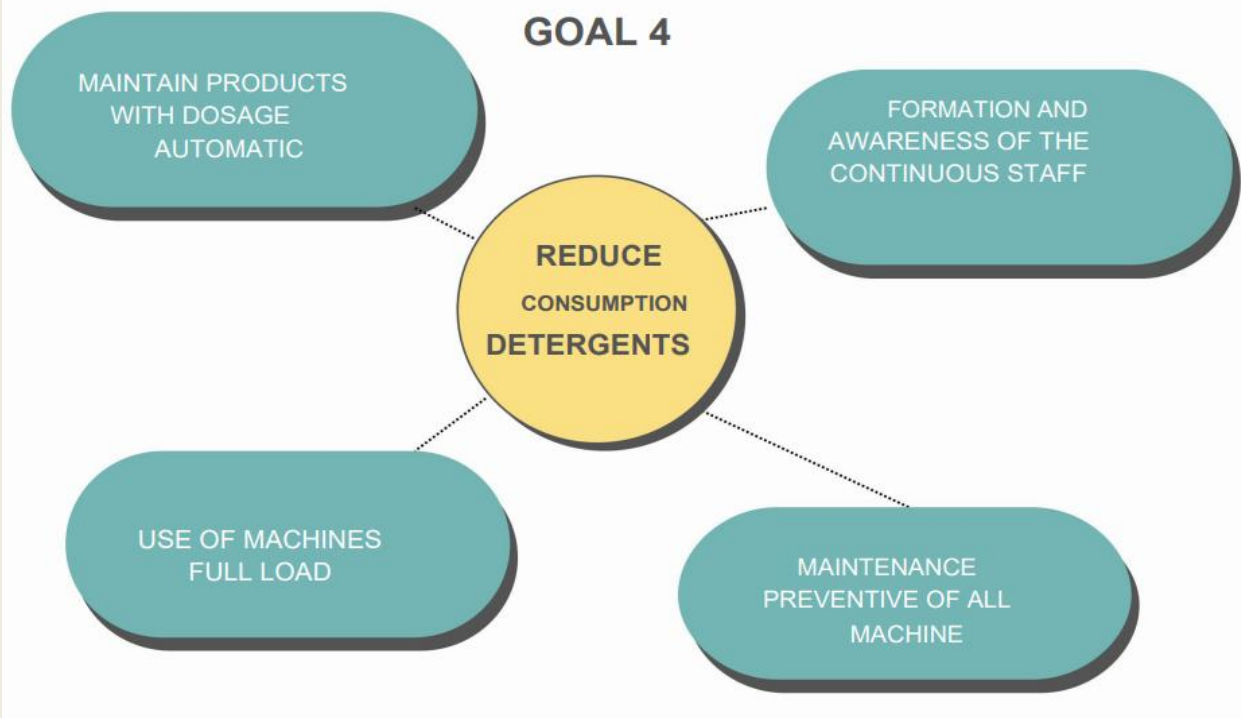 GOAL 4
MAINTAIN PRODUCTS
WITH DOSAGE
AUTOMATIC
FORMATION AND
AWARENESS OF THE
CONTINUOUS STAFF
REDUCE
CONSUMPTION
DETERGENTS
USE OF MACHINES
FULL LOAD
MAINTENANCE
PREVENTIVE OF ALL
MACHINE